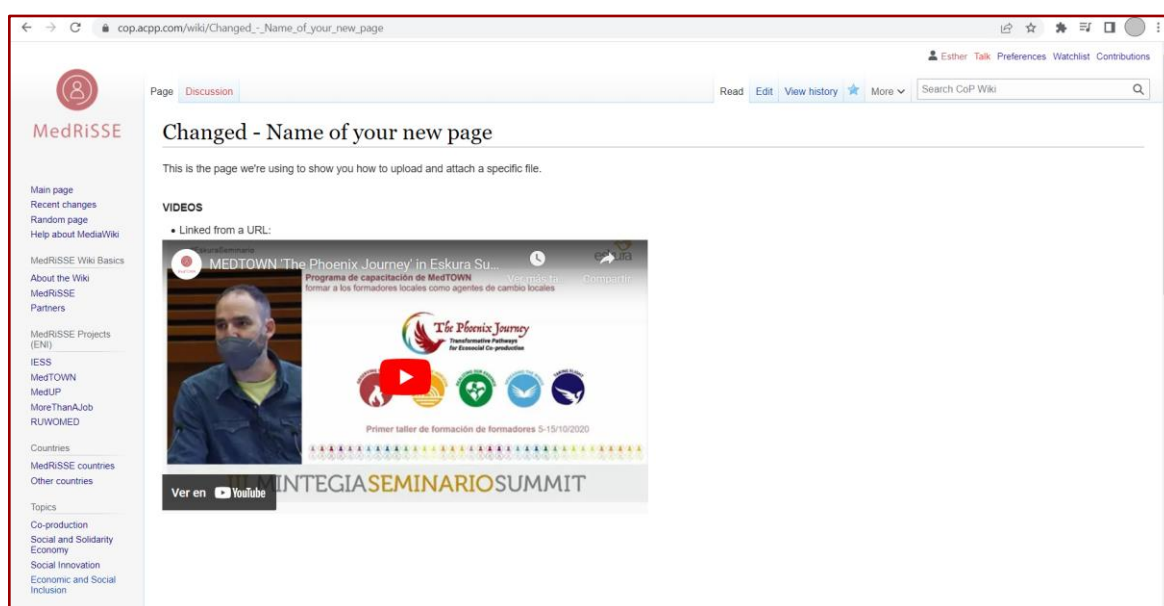 cop.acpp.com/wiki/Changed_-_Name_of_your_new_page
Esther Talk Preferences Watchlist Contributions
Page Discussion
Read Edit View history More Search CoP Wiki
MedRiSSE
Changed - Name of your new page
This is the page we're using to show you how to upload and attach a specific file.
Main page
Recent changes
Random page
Help about MediaWiki
MedRiSSE Wiki Basics
About the Wiki
MedRiSSE
Partners
MedRiSSE Projects
(ENI)
IESS
MedTOWN
MedUP
MoreThanAJob
RUWOMED
Countries
MedRiSSE countries
Other countries
Topics
Co-production
Social and Solidarity
Economy
Social Innovation
Economic and Social
Inclusion
VIDEOS
Linked from a URL:
#EskuraSeminario
eskura
MEDTOWN 'The Phoenix Journey' in Eskura Su...
Ver más ta... Compartir
Programa de capacitación de MedTOWN
formar a los formadores locales como agentes de cambio locales
The Phoenix Journey
Transformative Pathways
for Ecosocial Co-production
Primer taller de formación de formadores 5-15/10/2020
MINTEGIASEMINARIOSUMMIT
Ver en YouTube